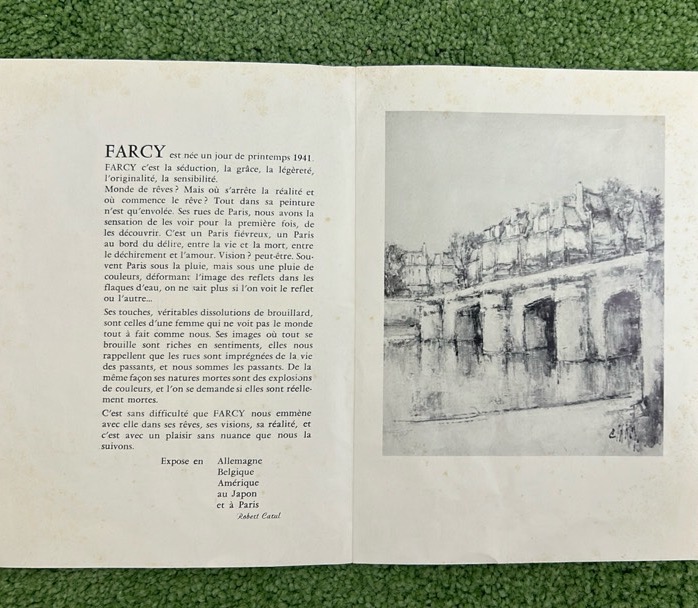 FARCY est née un jour de printemps 1941.
FARCY c'est la séduction, la grâce, la légèreté,
l'originalité, la sensibilité.
Monde de rêves ? Mais où s'arrête la réalité et
où commence le rêve ? Tout dans sa peinture
n'est qu'envolée. Ses rues de Paris, nous avons la
sensation de les voir pour la première fois, de
les découvrir. C'est un Paris fiévreux, un Paris
au bord du délire, entre la vie et la mort, entre
le déchirement et l'amour. Vision ? peut-être. Sou-
vent Paris sous la pluie, mais sous une pluie de
couleurs, déformant l'image des reflets dans les
flaques d'eau, on ne sait plus si l'on voit le reflet
ou l'autre...
Ses touches, véritables dissolutions de brouillard,
sont celles d'une femme qui ne voit pas le monde
tout à fait comme nous. Ses images où tout se
brouille sont riches en sentiments, elles nous
rappellent que les rues sont imprégnées de la vie
des passants, et nous sommes les passants. De la
même façon ses natures mortes sont des explosions
de couleurs, et l'on se demande si elles sont réelle-
ment mortes.
C'est sans difficulté que FARCY nous emmène
avec elle dans ses rêves, ses visions, sa réalité, et
c'est avec un plaisir sans nuance que nous la
suivons.
Expose en Allemagne
Belgique
Amérique
au Japon
et à Paris
Robert Catul